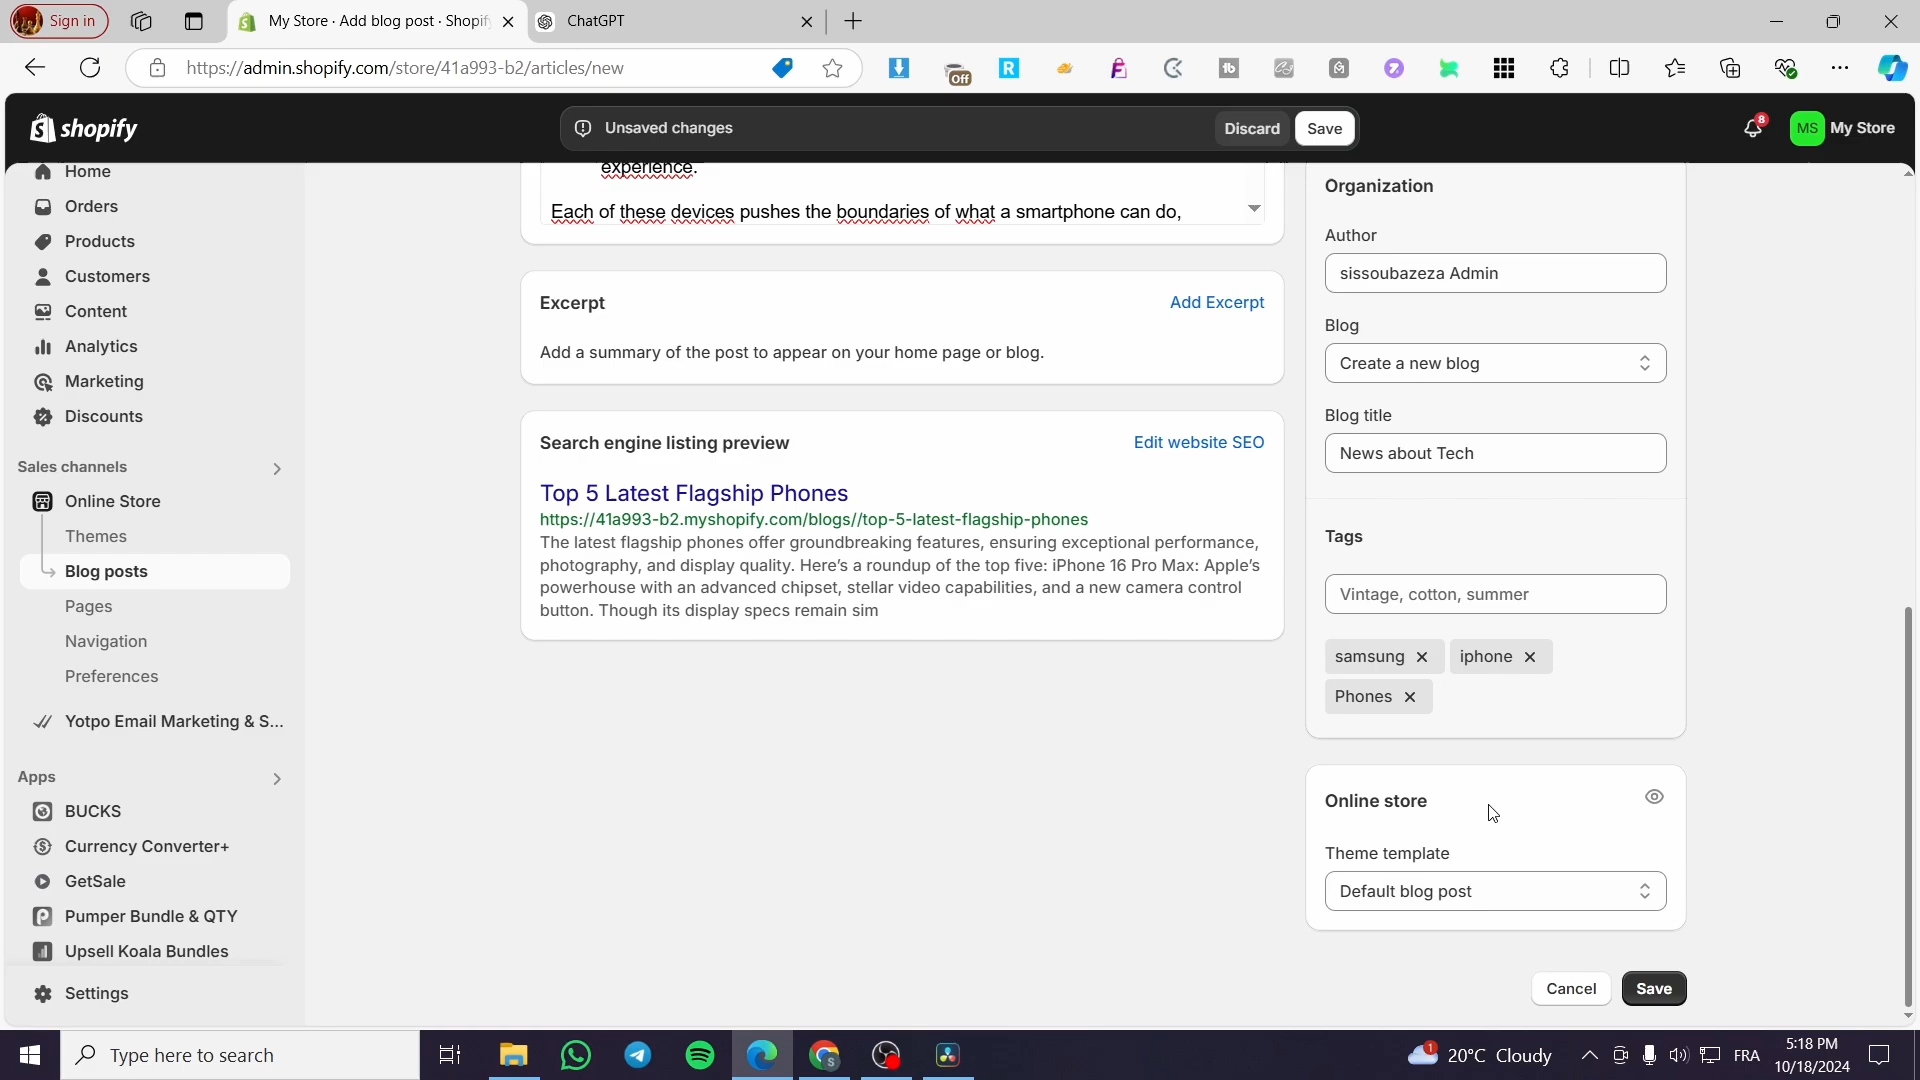 Sign in
My Store · Add blog post · Shopify
ChatGPT
https://admin.shopify.com/store/41a993-b2/articles/new
Off
shopify
Unsaved changes
Discard
Save
8
MS
My Store
Home
Orders
Products
Customers
Content
Analytics
Marketing
Discounts
Sales channels
Online Store
Themes
Blog posts
Pages
Navigation
Preferences
Yotpo Email Marketing & S...
Apps
BUCKS
Currency Converter+
GetSale
Pumper Bundle & QTY
Upsell Koala Bundles
Settings
experience.
Each of these devices pushes the boundaries of what a smartphone can do,
Excerpt
Add Excerpt
Add a summary of the post to appear on your home page or blog.
Search engine listing preview
Edit website SEO
Top 5 Latest Flagship Phones
https://41a993-b2.myshopify.com/blogs//top-5-latest-flagship-phones
The latest flagship phones offer groundbreaking features, ensuring exceptional performance,
photography, and display quality. Here's a roundup of the top five: iPhone 16 Pro Max: Apple's
powerhouse with an advanced chipset, stellar video capabilities, and a new camera control
button. Though its display specs remain sim
Organization
Author
sissoubazeza Admin
Blog
Create a new blog
Blog title
News about Tech
Tags
Vintage, cotton, summer
samsung
iphone
Phones
Online store
Theme template
Default blog post
Cancel
Save
Type here to search
1
20°C Cloudy
FRA
5:18 PM
10/18/2024